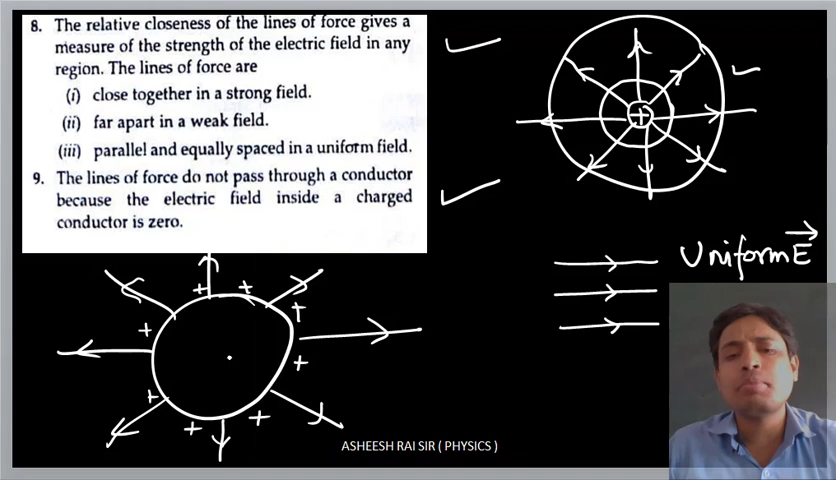 8. The relative closeness of the lines of force gives a
measure of the strength of the electric field in any
region. The lines of force are
(i) close together in a strong field.
(ii) far apart in a weak field.
(iii) parallel and equally spaced in a uniform field.
9. The lines of force do not pass through a conductor
because the electric field inside a charged
conductor is zero.
+
Uniform E
+ +
+ +
+
+ +
+
ASHEESH RAI SIR ( PHYSICS )